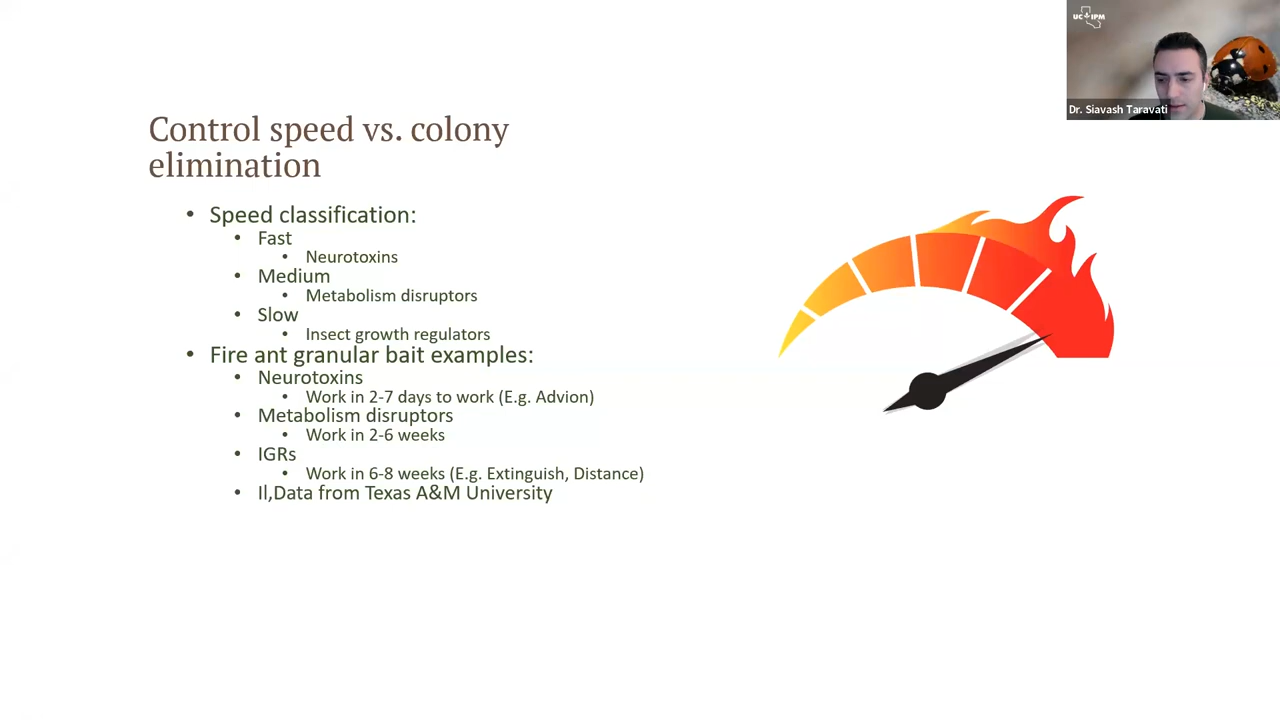 Control speed vs. colony
elimination
• Speed classification:
• Fast
• Neurotoxins
• Medium
• Metabolism disruptors
• Slow
• Insect growth regulators
• Fire ant granular bait examples:
• Neurotoxins
• Work in 2-7 days to work (E.g. Advion)
• Metabolism disruptors
• Work in 2-6 weeks
• IGRs
• Work in 6-8 weeks (E.g. Extinguish, Distance)
• Il,Data from Texas A&M University
UC IPM
Dr. Siavash Taravati